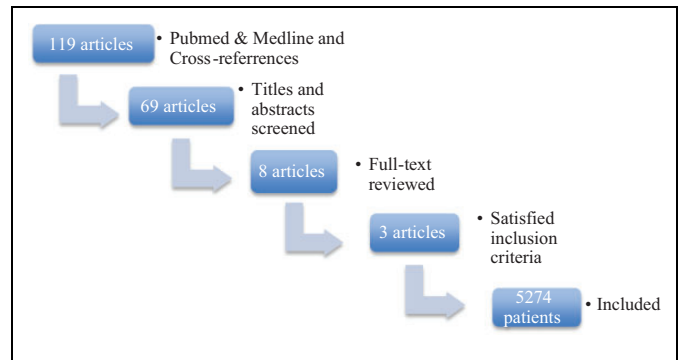 119 articles
• Pubmed & Medline and
Cross-referrences
69 articles
• Titles and
abstracts
screened
8 articles
• Full-text
reviewed
3 articles
• Satisfied
inclusion
criteria
5274
patients
• Included